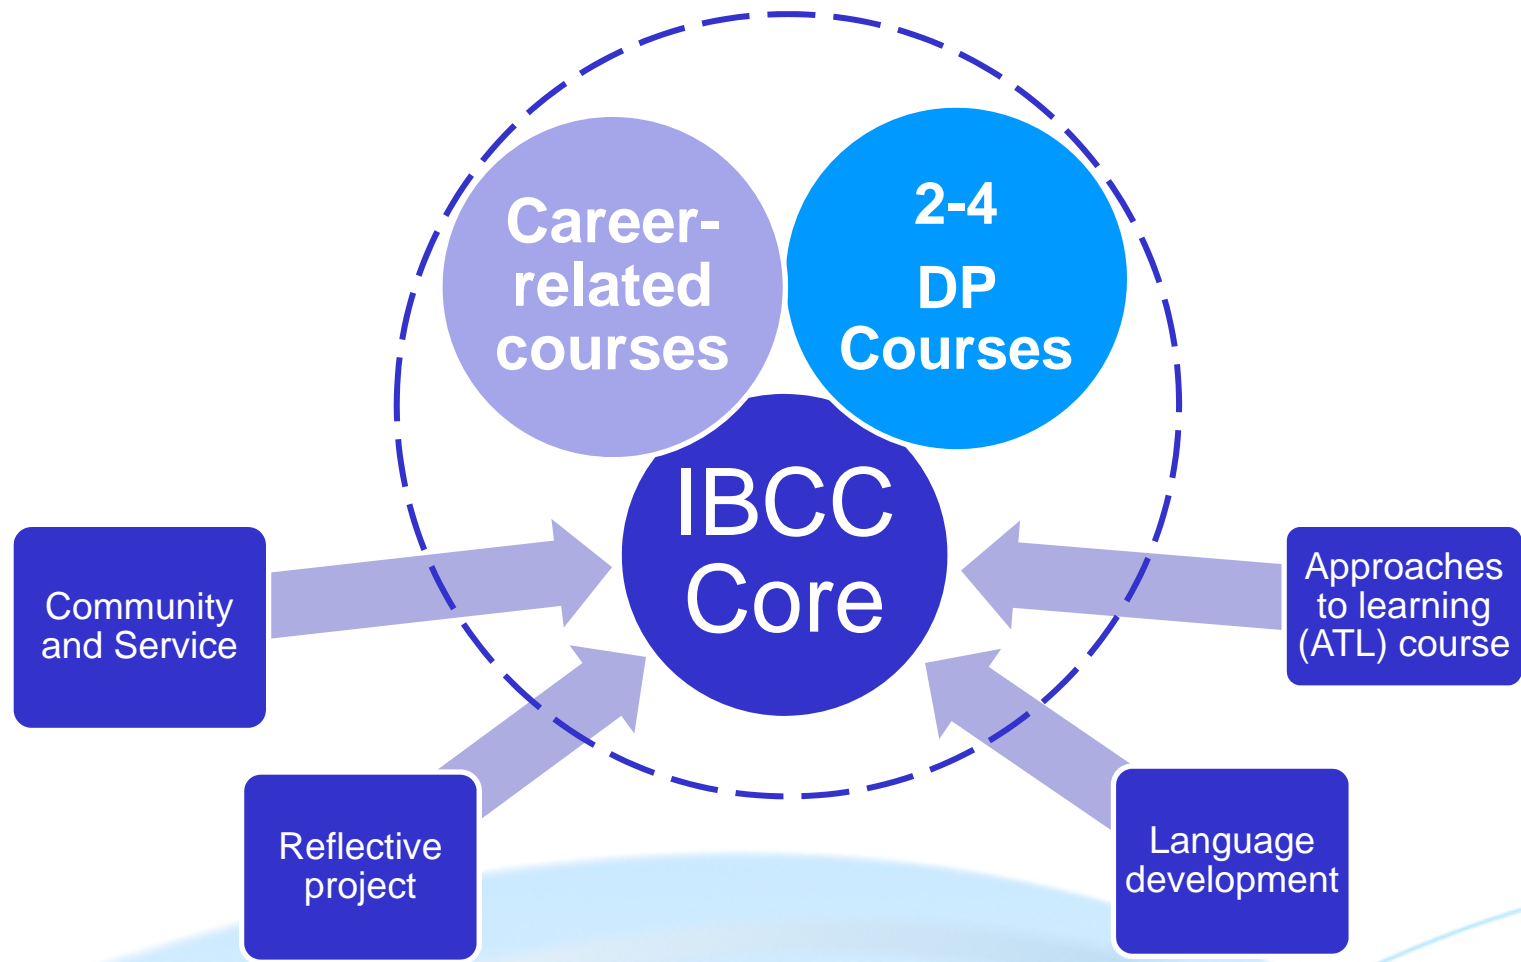 Career-
related
courses
2-4
DP
Courses
IBCC
Core
Community
and Service
Reflective
project
Approaches
to learning
(ATL) course
Language
development